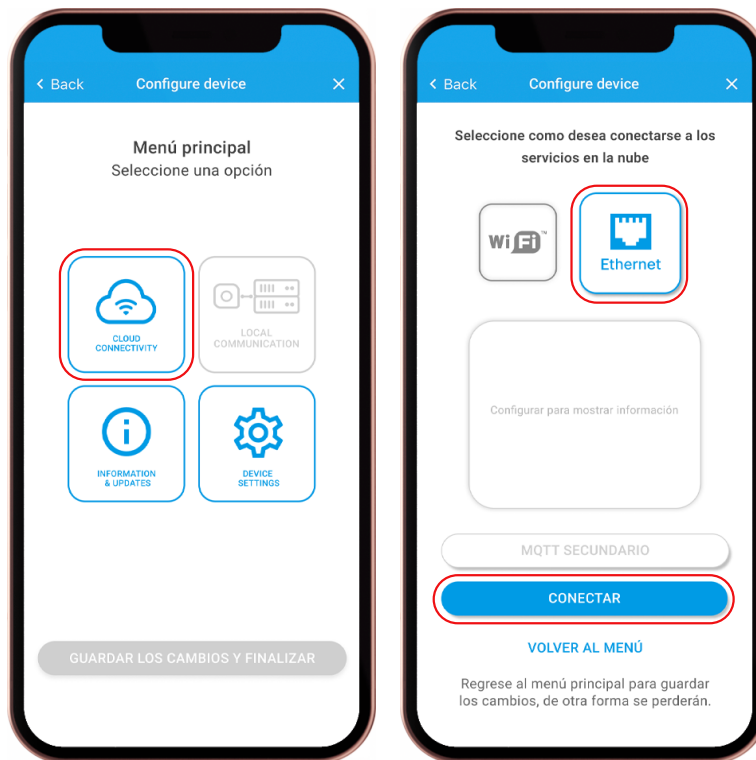 Back
Configure device
Menú principal
Seleccione una opción
CLOUD
CONNECTIVITY
LOCAL
COMMUNICATION
INFORMATION
& UPDATES
DEVICE
SETTINGS
GUARDAR LOS CAMBIOS Y FINALIZAR
Back
Configure device
Seleccione como desea conectarse a los
servicios en la nube
WiFi™
Ethernet
Configurar para mostrar información
MQTT SECUNDARIO
CONECTAR
VOLVER AL MENÚ
Regrese al menú principal para guardar
los cambios, de otra forma se perderán.